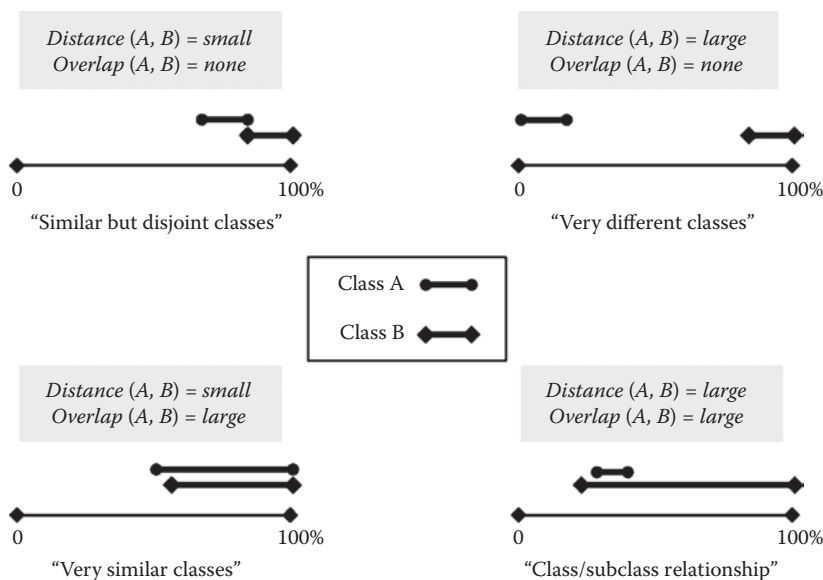 Distance (A, B) = small
Overlap (A, B) = none
0
100%
“Similar but disjoint classes”
Distance (A, B) = large
Overlap (A, B) = none
0
100%
“Very different classes”
Class A
Class B
Distance (A, B) = small
Overlap (A, B) = large
0
100%
“Very similar classes”
Distance (A, B) = large
Overlap (A, B) = large
0
100%
“Class/subclass relationship”